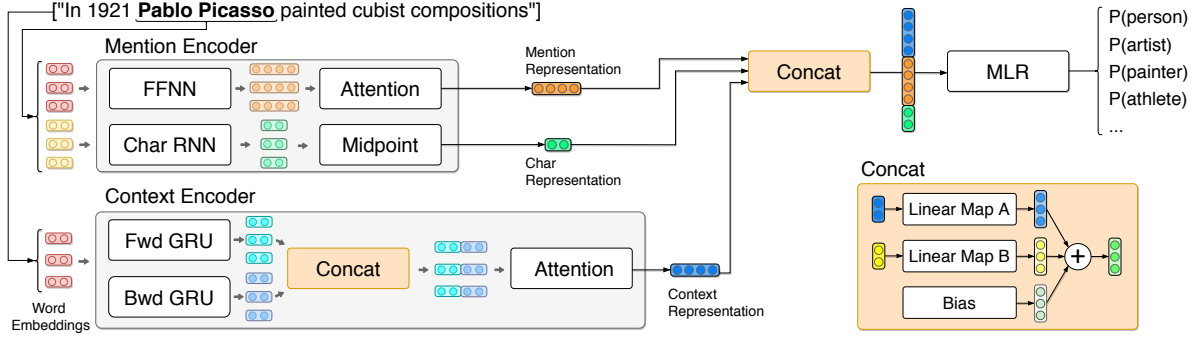 ["In 1921 Pablo Picasso painted cubist compositions"]
Mention Encoder
FFNN
Attention
Char RNN
Midpoint
Mention
Representation
Char
Representation
Context Encoder
Fwd GRU
Bwd GRU
Concat
Attention
Word
Embeddings
Context
Representation
Concat
MLR
P(person)
P(artist)
P(painter)
P(athlete)
...
Concat
Linear Map A
Linear Map B
Bias
+